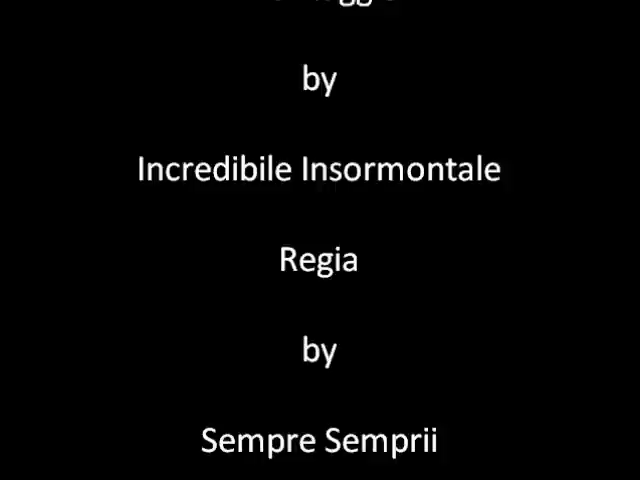 by
Incredibile Insormontale
Regia
by
Sempre Semprii